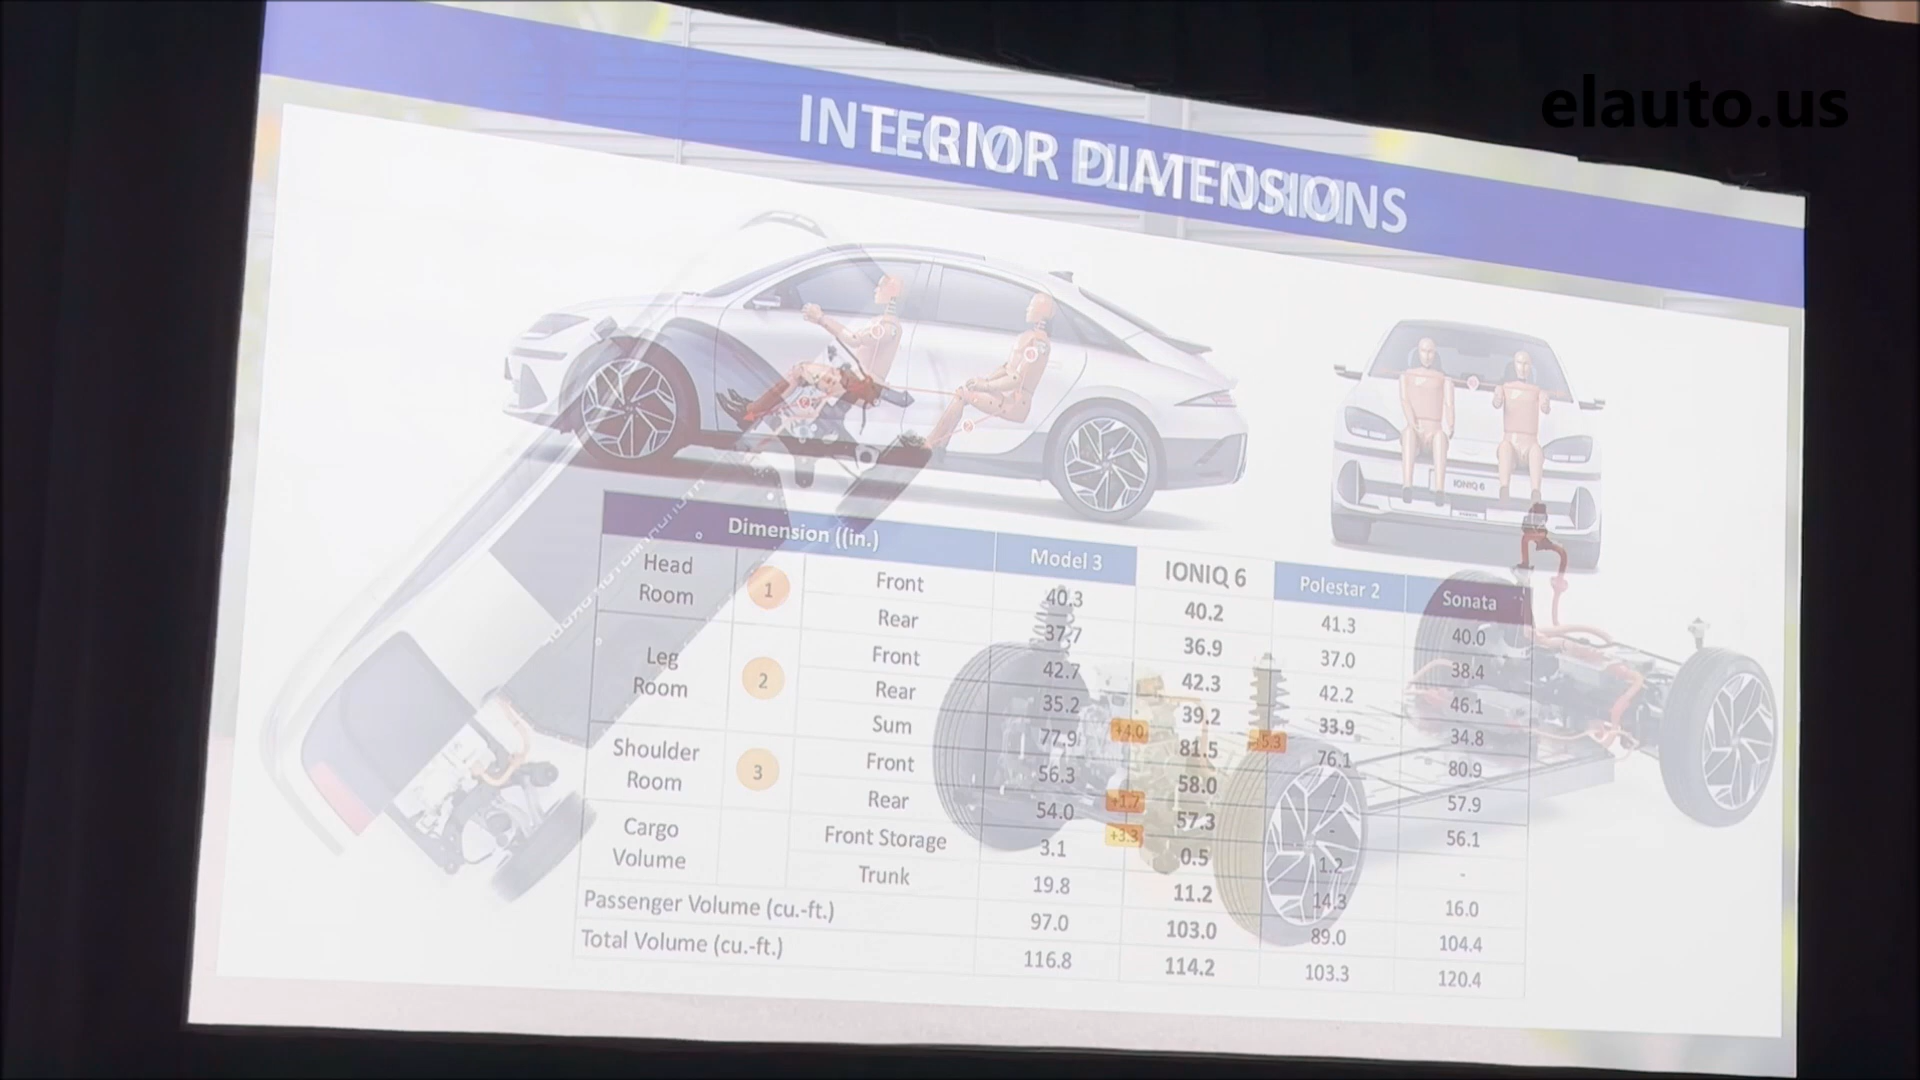 elauto.us
INTERIOR DIMENSIONS
E-GMP PLATFORM
IONIQ 6
Dimension ((in.) Model 3 IONIQ 6 Polestar 2 Sonata
Head Room 1 Front 40.3 40.2 41.3 40.0
Rear 37.7 36.9 37.0 38.4
Leg Room 2 Front 42.7 42.3 42.2 46.1
Rear 35.2 39.2 33.9 34.8
Sum 77.9 +4.0 81.5 5.3 76.1 80.9
Shoulder Room 3 Front 56.3 +1.7 58.0 - 57.9
Rear 54.0 +3.3 57.3 - 56.1
Cargo Volume Front Storage 3.1 0.5 1.2 -
Trunk 19.8 11.2 14.3 16.0
Passenger Volume (cu.-ft.) 97.0 103.0 89.0 104.4
Total Volume (cu.-ft.) 116.8 114.2 103.3 120.4